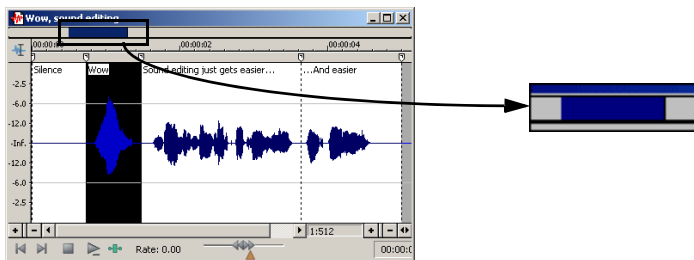 Wow, sound editing
00:00:00 00:00:02 00:00:04
Silence Wow Sound editing just gets easier... ...And easier
-2.5
-6.0
-12.0
-Inf.
-12.0
-6.0
-2.5
1:512
Rate: 0.00 00:00:0